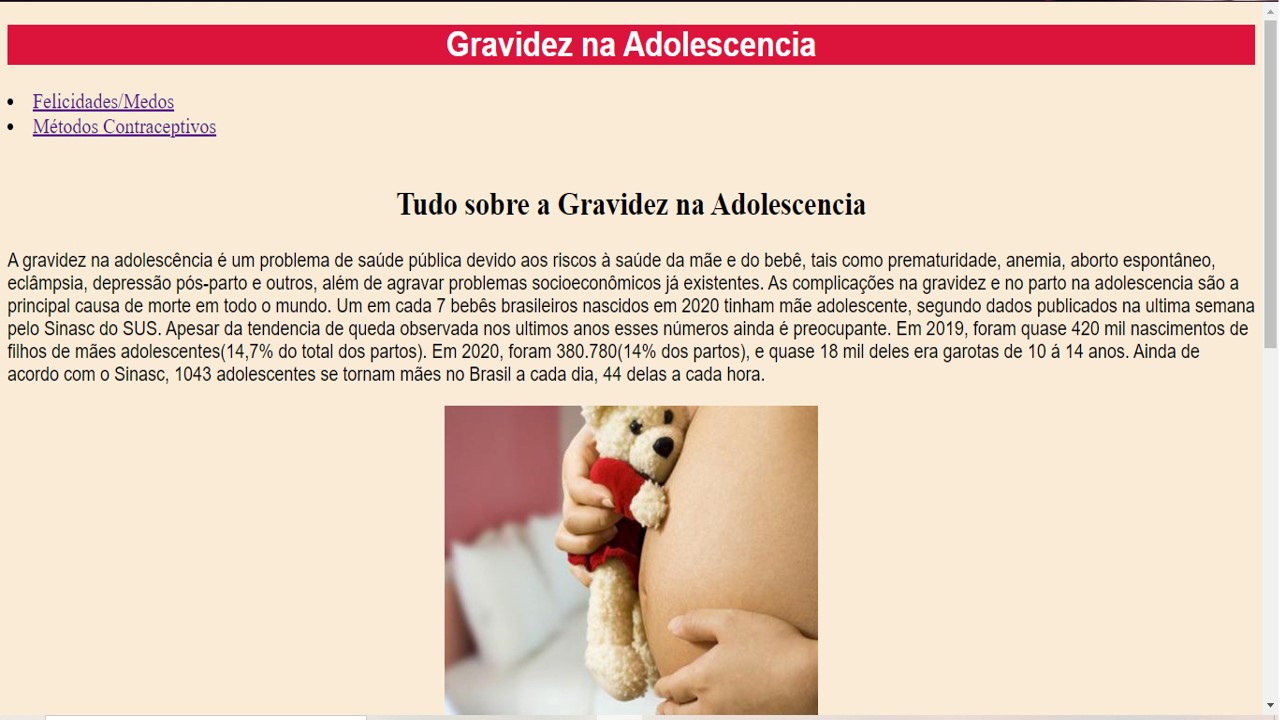 Gravidez na Adolescencia
Felicidades/Medos
Métodos Contraceptivos
Tudo sobre a Gravidez na Adolescencia
A gravidez na adolescência é um problema de saúde pública devido aos riscos à saúde da mãe e do bebê, tais como prematuridade, anemia, aborto espontâneo,
eclâmpsia, depressão pós-parto e outros, além de agravar problemas socioeconômicos já existentes. As complicações na gravidez e no parto na adolescencia são a
principal causa de morte em todo o mundo. Um em cada 7 bebês brasileiros nascidos em 2020 tinham mãe adolescente, segundo dados publicados na ultima semana
pelo Sinasc do SUS. Apesar da tendencia de queda observada nos ultimos anos esses números ainda é preocupante. Em 2019, foram quase 420 mil nascimentos de
filhos de mães adolescentes(14,7% do total dos partos). Em 2020, foram 380.780(14% dos partos), e quase 18 mil deles era garotas de 10 á 14 anos. Ainda de
acordo com o Sinasc, 1043 adolescentes se tornam mães no Brasil a cada dia, 44 delas a cada hora.